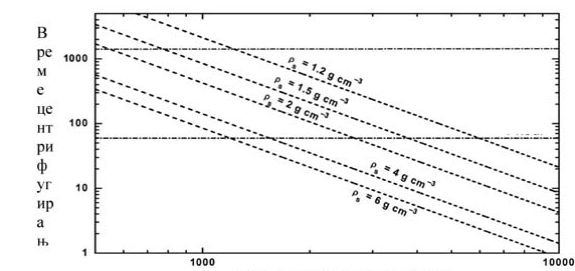 В
ре
м
е
це
нт
ри
ф
уг
ир
а
њ
1000
100
10
1
1000
10000
ρs = 1.2 g cm⁻³
ρs = 1.5 g cm⁻³
ρs = 2 g cm⁻³
ρs = 4 g cm⁻³
ρs = 6 g cm⁻³